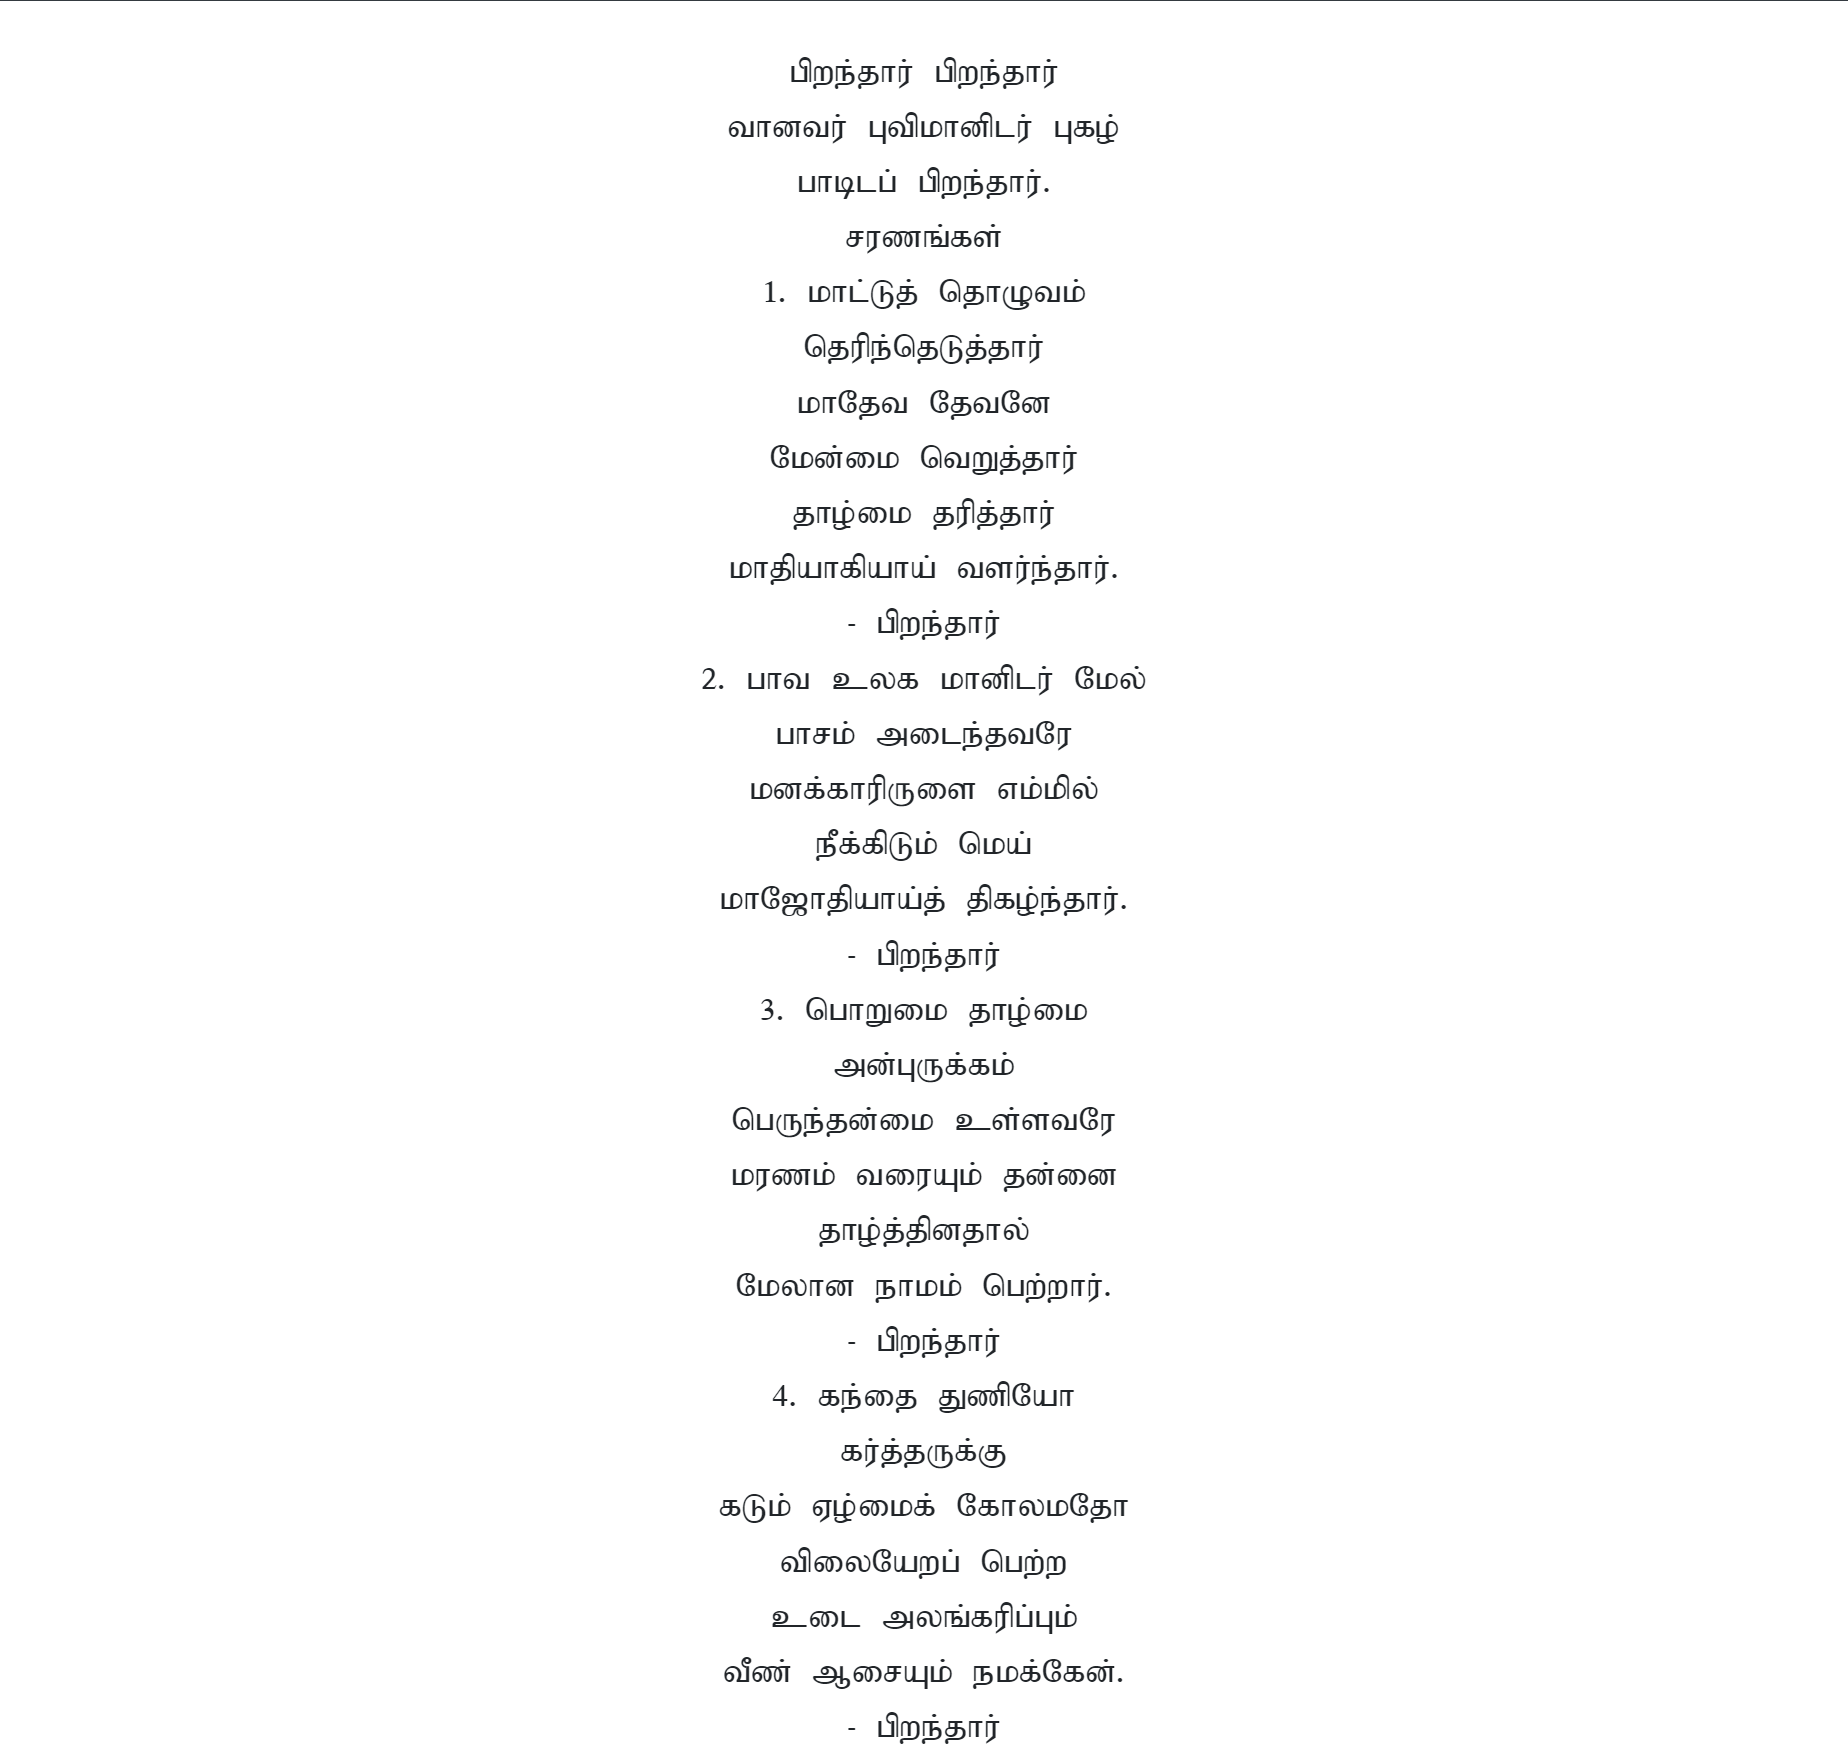 பிறந்தார் பிறந்தார்
வானவர் புவிமானிடர் புகழ்
பாடிடப் பிறந்தார்.
சரணங்கள்
1. மாட்டுத் தொழுவம்
தெரிந்தெடுத்தார்
மாதேவ தேவனே
மேன்மை வெறுத்தார்
தாழ்மை தரித்தார்
மாதியாகியாய் வளர்ந்தார்.
- பிறந்தார்
2. பாவ உலக மானிடர் மேல்
பாசம் அடைந்தவரே
மனக்காரிருளை எம்மில்
நீக்கிடும் மெய்
மாஜோதியாய்த் திகழ்ந்தார்.
- பிறந்தார்
3. பொறுமை தாழ்மை
அன்புருக்கம்
பெருந்தன்மை உள்ளவரே
மரணம் வரையும் தன்னை
தாழ்த்தினதால்
மேலான நாமம் பெற்றார்.
- பிறந்தார்
4. கந்தை துணியோ
கர்த்தருக்கு
கடும் ஏழ்மைக் கோலமதோ
விலையேறப் பெற்ற
உடை அலங்கரிப்பும்
வீண் ஆசையும் நமக்கேன்.
- பிறந்தார்